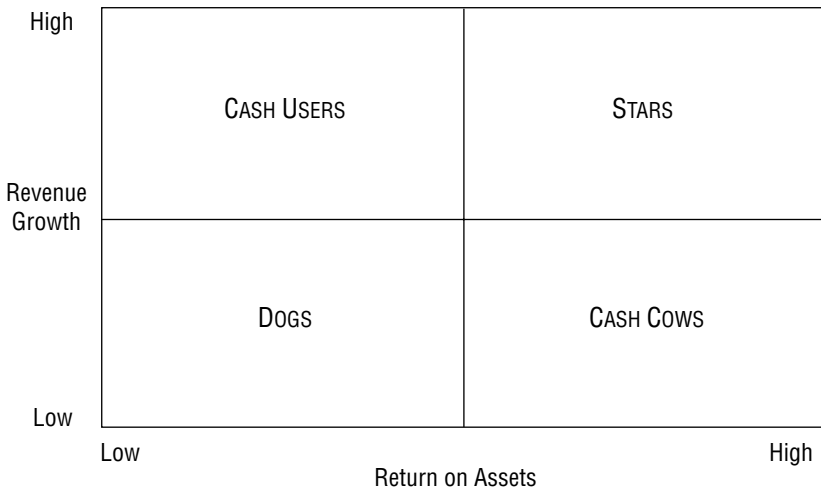 High
CASH USERS
STARS
Revenue
Growth
DOGS
CASH COWS
Low
Low
High
Return on Assets